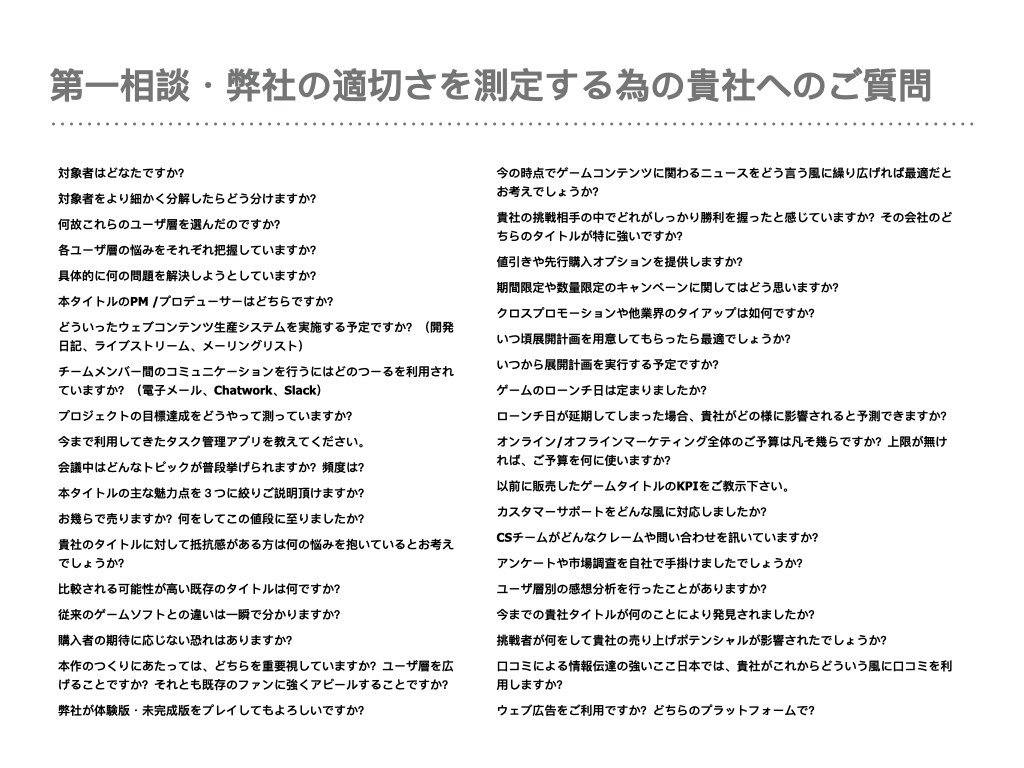 第一相談・弊社の適切さを測定する為の貴社へのご質問
対象者はどなたですか?
対象者をより細かく分解したらどう分けますか?
何故これらのユーザ層を選んだのですか?
各ユーザ層の悩みをそれぞれ把握していますか?
具体的に何の問題を解決しようとしていますか?
本タイトルのPM /プロデューサーはどちらですか?
どういったウェブコンテンツ生産システムを実施する予定ですか? （開発
日記、ライブストリーム、メーリングリスト）
チームメンバー間のコミュニケーションを行うにはどのつーるを利用され
ていますか? （電子メール、Chatwork、Slack）
プロジェクトの目標達成をどうやって測っていますか?
今まで利用してきたタスク管理アプリを教えてください。
会議中はどんなトピックが普段挙げられますか? 頻度は?
本タイトルの主な魅力点を３つに絞りご説明頂けますか?
お幾らで売りますか? 何をしてこの値段に至りましたか?
貴社のタイトルに対して抵抗感がある方は何の悩みを抱いているとお考え
でしょうか?
比較される可能性が高い既存のタイトルは何ですか?
従来のゲームソフトとの違いは一瞬で分かりますか?
購入者の期待に応じない恐れはありますか?
本作のつくりにあたっては、どちらを重要視していますか? ユーザ層を広
げることですか? それとも既存のファンに強くアピールすることですか?
弊社が体験版・未完成版をプレイしてもよろしいですか?
今の時点でゲームコンテンツに関わるニュースをどう言う風に繰り広げれば最適だと
お考えでしょうか?
貴社の挑戦相手の中でどれがしっかり勝利を握ったと感じていますか? その会社のど
ちらのタイトルが特に強いですか?
値引きや先行購入オプションを提供しますか?
期間限定や数量限定のキャンペーンに関してはどう思いますか?
クロスプロモーションや他業界のタイアップは如何ですか?
いつ頃展開計画を用意してもらったら最適でしょうか?
いつから展開計画を実行する予定ですか?
ゲームのローンチ日は定まりましたか?
ローンチ日が延期してしまった場合、貴社がどの様に影響されると予測できますか?
オンライン/オフラインマーケティング全体のご予算は凡そ幾らですか? 上限が無け
れば、ご予算を何に使いますか?
以前に販売したゲームタイトルのKPIをご教示下さい。
カスタマーサポートをどんな風に対応しましたか?
CSチームがどんなクレームや問い合わせを訊いていますか?
アンケートや市場調査を自社で手掛けましたでしょうか?
ユーザ層別の感想分析を行ったことがありますか?
今までの貴社タイトルが何のことにより発見されましたか?
挑戦者が何をして貴社の売り上げポテンシャルが影響されたでしょうか?
口コミによる情報伝達の強いここ日本では、貴社がこれからどういう風に口コミを利
用しますか?
ウェブ広告をご利用ですか? どちらのプラットフォームで?